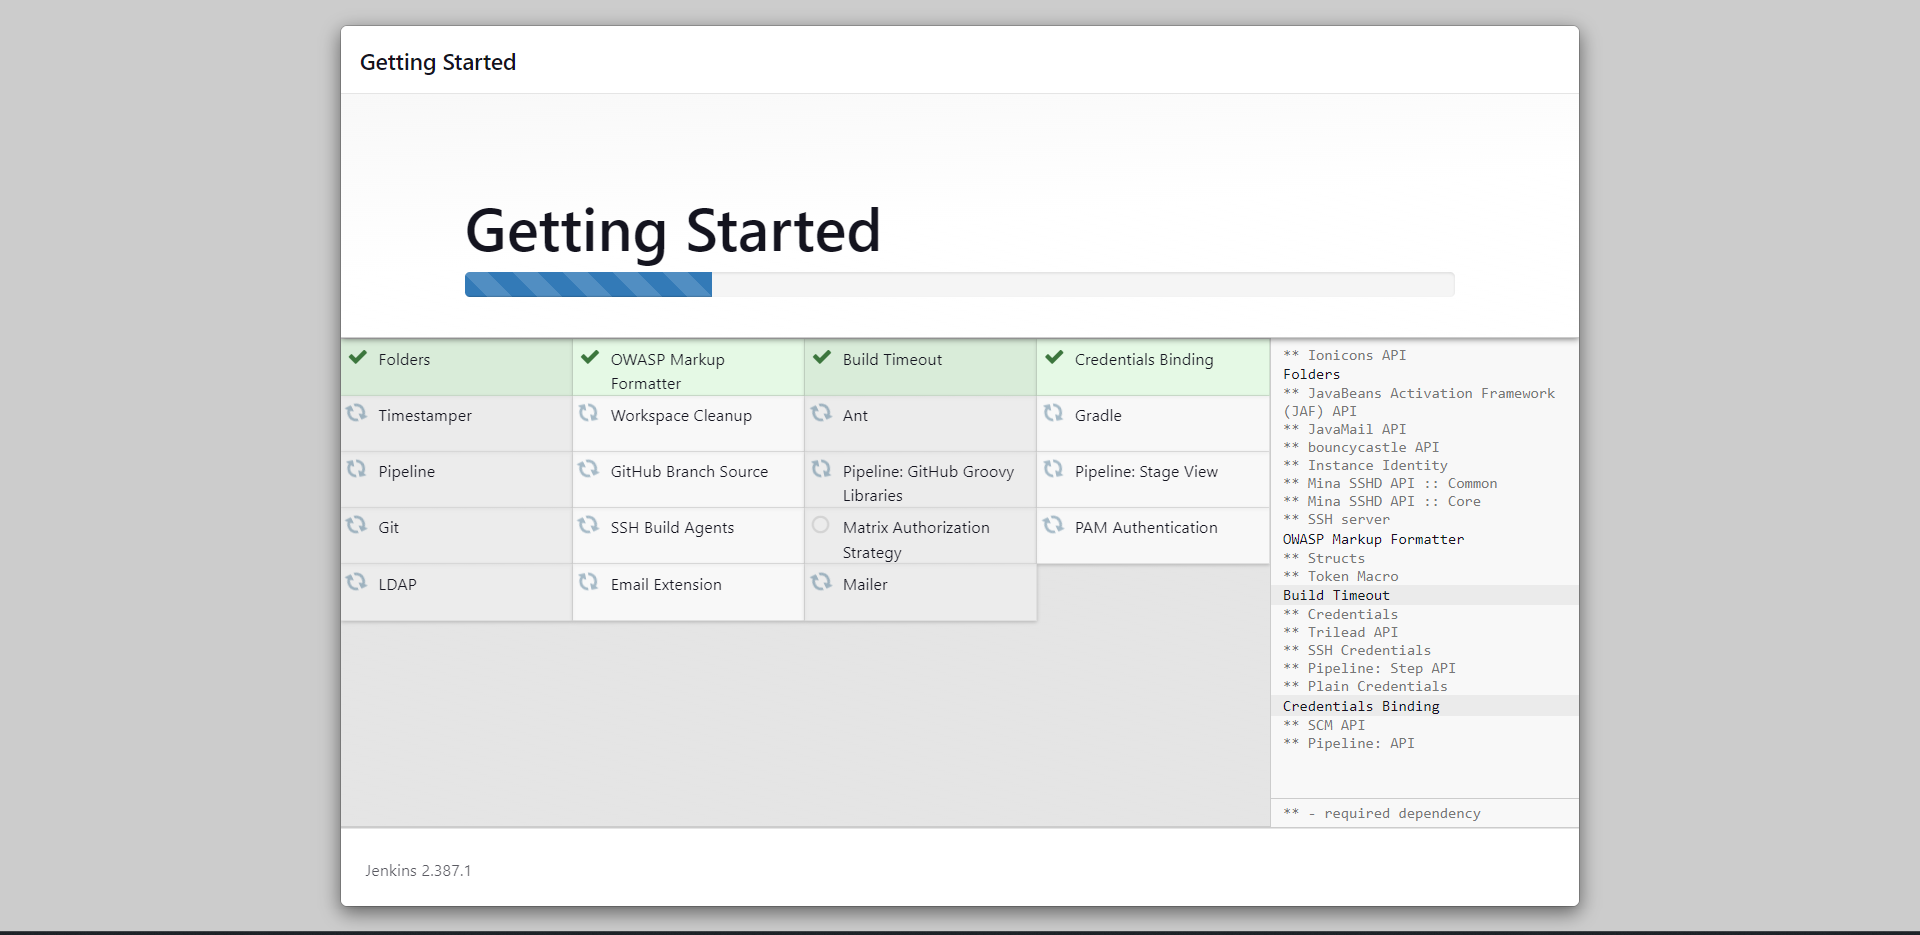 Getting Started
Getting Started
Folders
OWASP Markup
Formatter
Build Timeout
Credentials Binding
Timestamper
Workspace Cleanup
Ant
Gradle
Pipeline
GitHub Branch Source
Pipeline: GitHub Groovy
Libraries
Pipeline: Stage View
Git
SSH Build Agents
Matrix Authorization
Strategy
PAM Authentication
LDAP
Email Extension
Mailer
** Ionicons API
Folders
** JavaBeans Activation Framework
(JAF) API
** JavaMail API
** bouncycastle API
** Instance Identity
** Mina SSHD API :: Common
** Mina SSHD API :: Core
** SSH server
OWASP Markup Formatter
** Structs
** Token Macro
Build Timeout
** Credentials
** Trilead API
** SSH Credentials
** Pipeline: Step API
** Plain Credentials
Credentials Binding
** SCM API
** Pipeline: API
** - required dependency
Jenkins 2.387.1